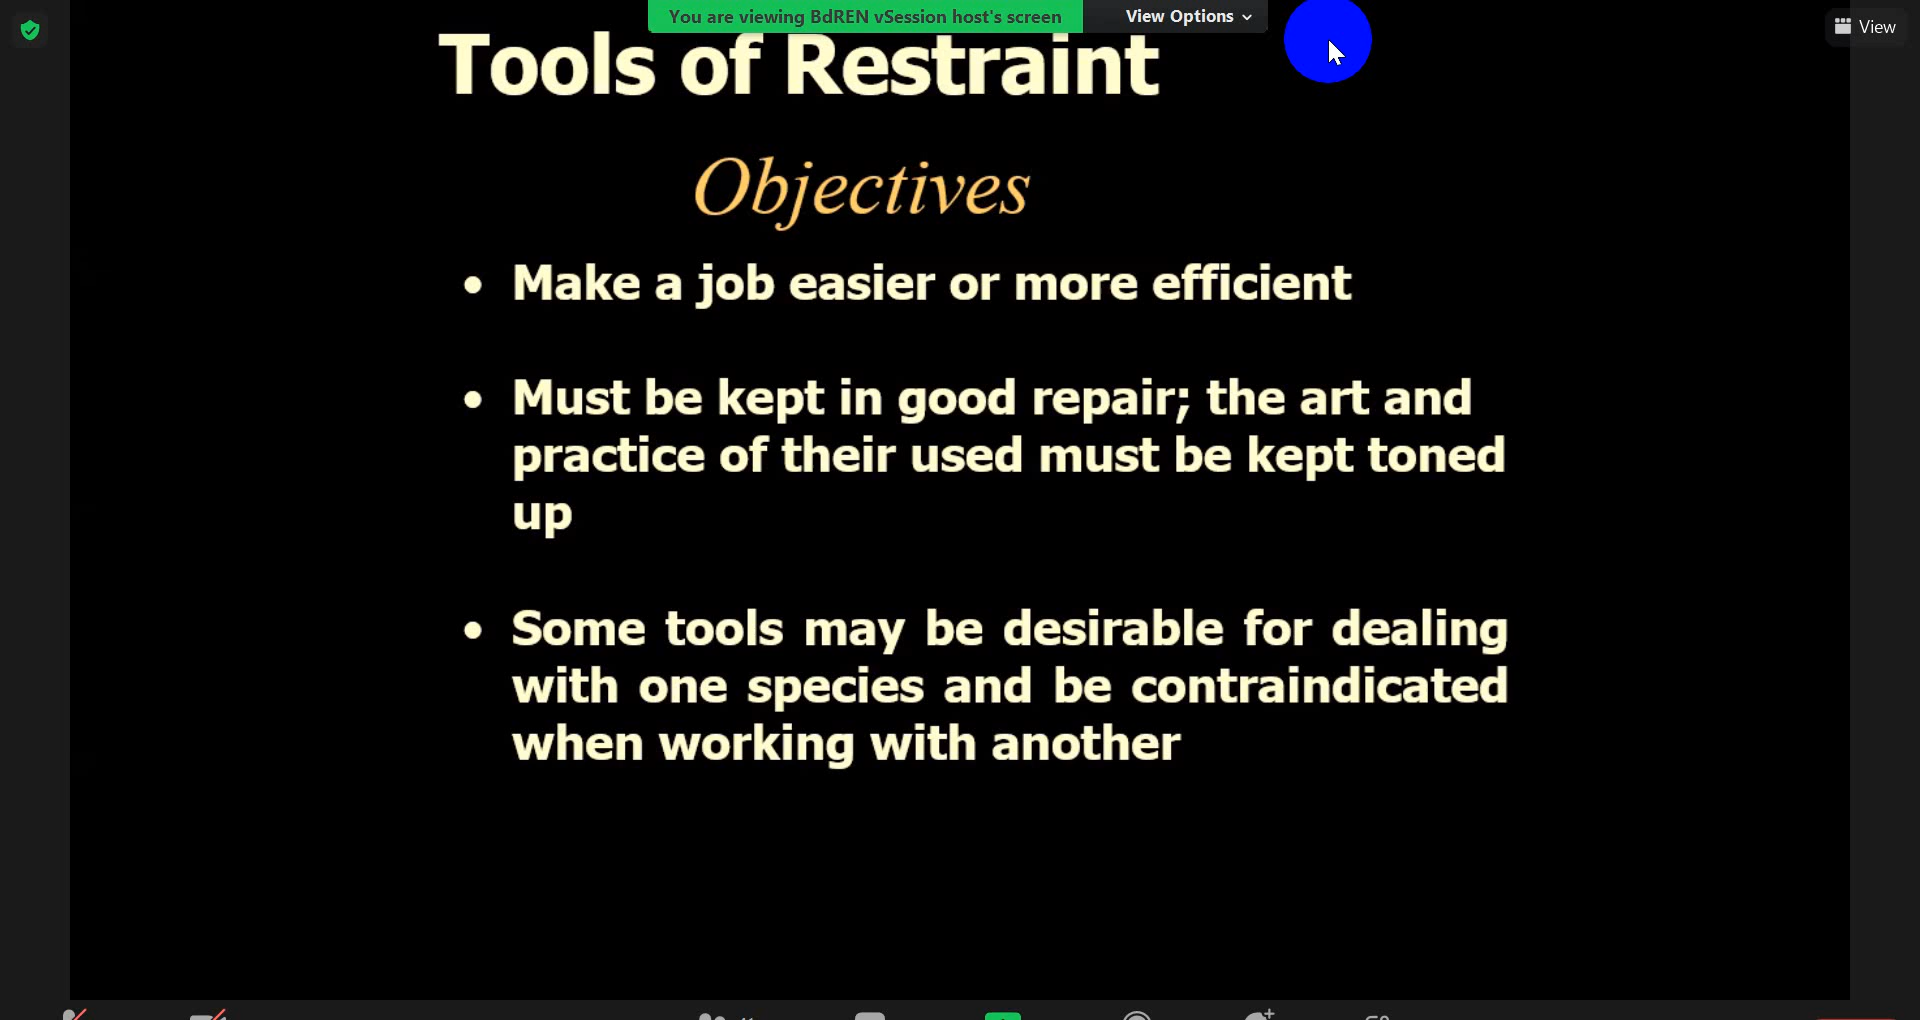 You are viewing BdREN vSession host's screen
View Options
View
Tools of Restraint
Objectives
• Make a job easier or more efficient
• Must be kept in good repair; the art and
practice of their used must be kept toned
up
• Some tools may be desirable for dealing
with one species and be contraindicated
when working with another